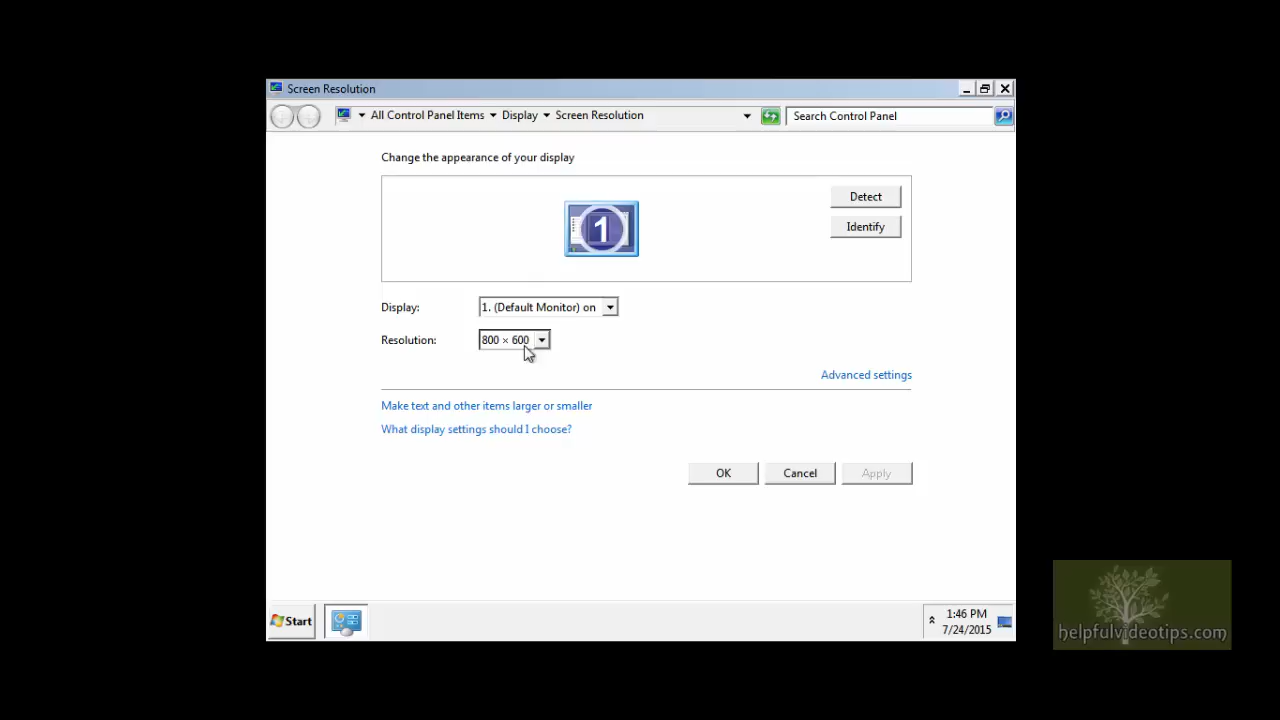 Screen Resolution
All Control Panel Items Display Screen Resolution
Search Control Panel
Change the appearance of your display
1
Detect
Identify
Display: 1. (Default Monitor) on
Resolution: 800 × 600
Advanced settings
Make text and other items larger or smaller
What display settings should I choose?
OK Cancel Apply
Start
1:46 PM
7/24/2015
helpfulvideotips.com